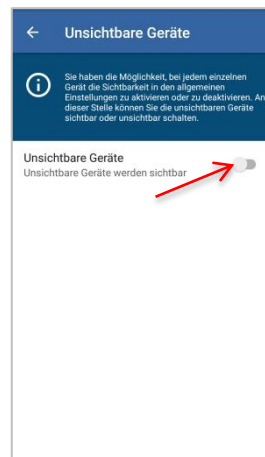 Unsichtbare Geräte
Sie haben die Möglichkeit, bei jedem einzelnen
Gerät die Sichtbarkeit in den allgemeinen
Einstellungen zu aktivieren oder zu deaktivieren. An
dieser Stelle können Sie die unsichtbaren Geräte
sichtbar oder unsichtbar schalten.
Unsichtbare Geräte
Unsichtbare Geräte werden sichtbar